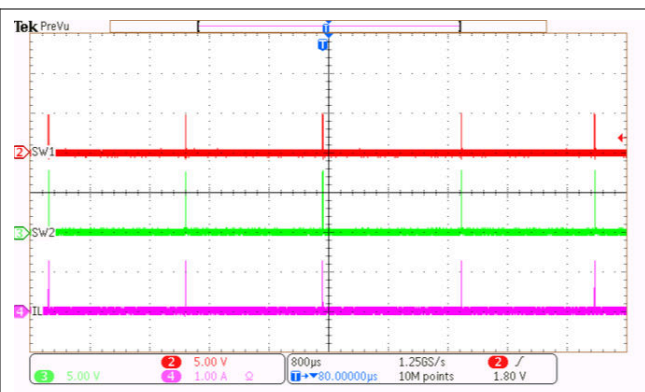 Tek PreVu
T
T
2 SW1
3 SW2
4 IL
2 5.00 V 800µs 1.25GS/s 2
3 5.00 V 4 1.00 A Ω T→▼80.00000µs 10M points 1.80 V